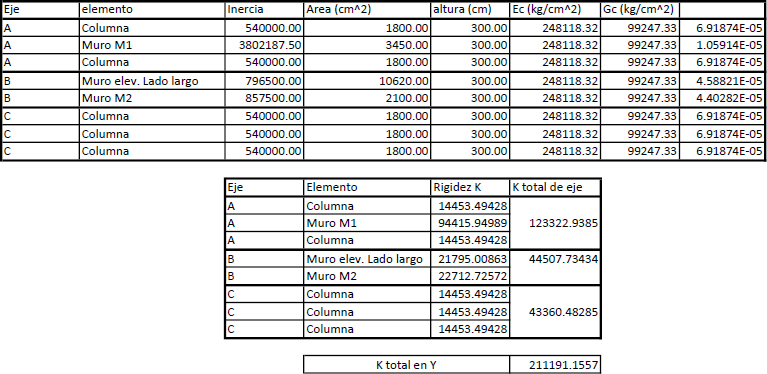 Eje elemento Inercia Area (cm^2) altura (cm) Ec (kg/cm^2) Gc (kg/cm^2)
A Columna 540000.00 1800.00 300.00 248118.32 99247.33 6.91874E-05
A Muro M1 3802187.50 3450.00 300.00 248118.32 99247.33 1.05914E-05
A Columna 540000.00 1800.00 300.00 248118.32 99247.33 6.91874E-05
B Muro elev. Lado largo 796500.00 10620.00 300.00 248118.32 99247.33 4.58821E-05
B Muro M2 857500.00 2100.00 300.00 248118.32 99247.33 4.40282E-05
C Columna 540000.00 1800.00 300.00 248118.32 99247.33 6.91874E-05
C Columna 540000.00 1800.00 300.00 248118.32 99247.33 6.91874E-05
C Columna 540000.00 1800.00 300.00 248118.32 99247.33 6.91874E-05
Eje Elemento Rigidez K K total de eje
A Columna 14453.49428
A Muro M1 94415.94989 123322.9385
A Columna 14453.49428
B Muro elev. Lado largo 21795.00863 44507.73434
B Muro M2 22712.72572
C Columna 14453.49428
C Columna 14453.49428 43360.48285
C Columna 14453.49428
K total en Y 211191.1557